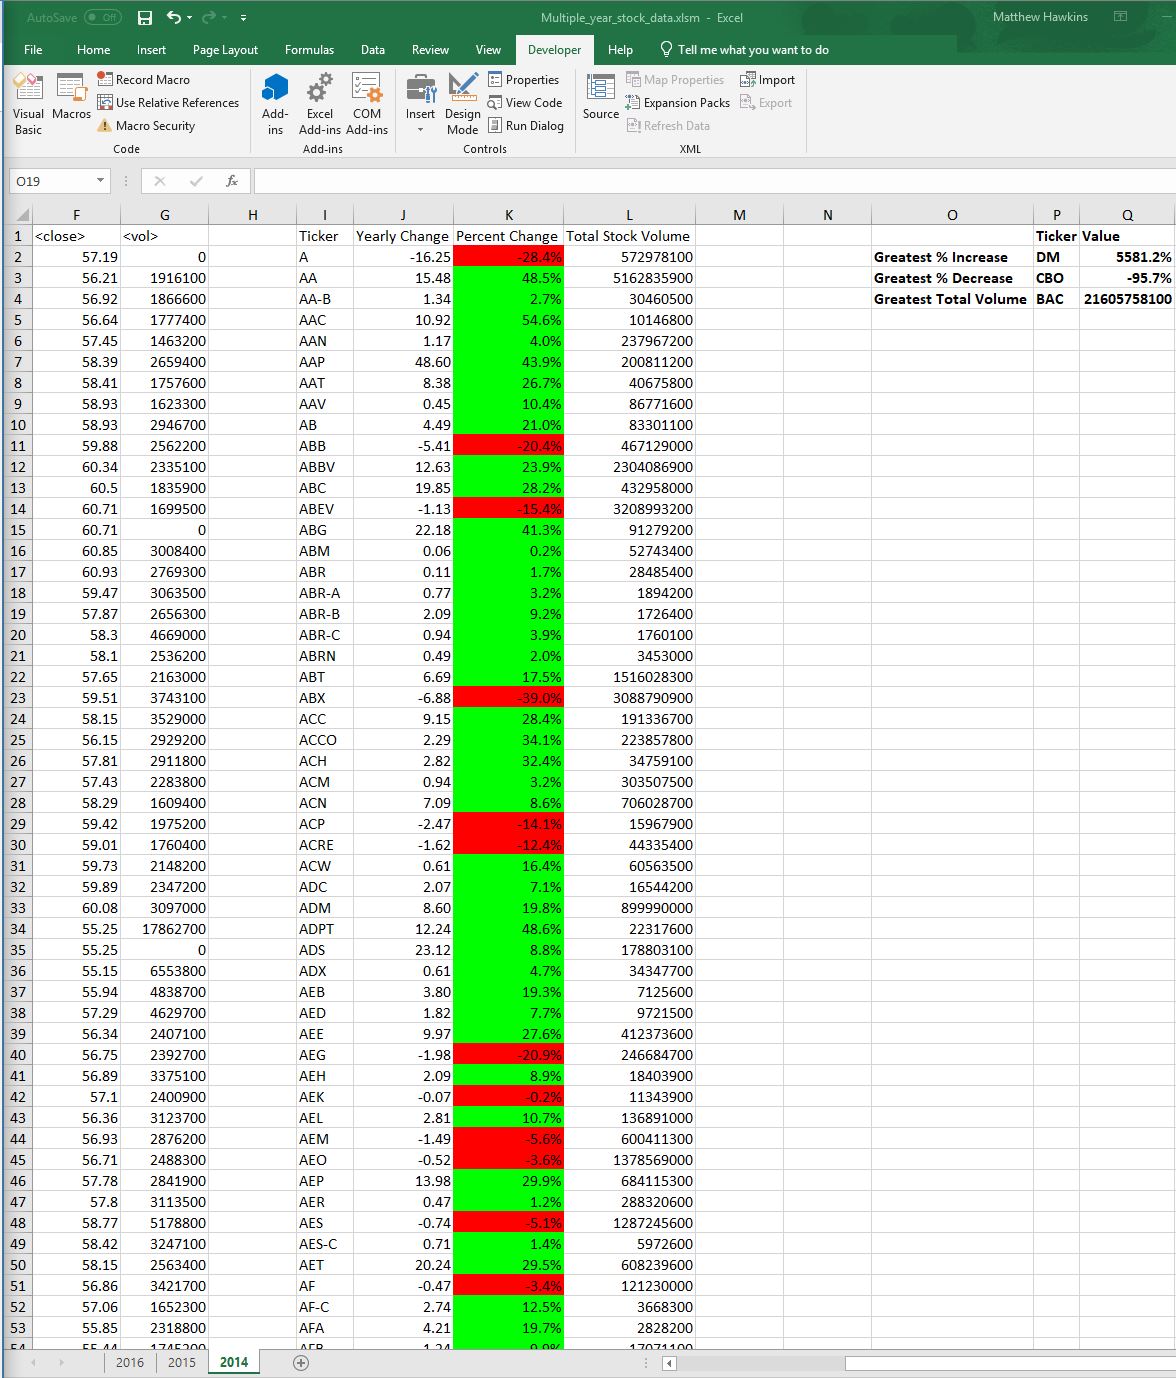 AutoSave Off Multiple_year_stock_data.xlsm - Excel Matthew Hawkins
File Home Insert Page Layout Formulas Data Review View Developer Help Tell me what you want to do
Visual Basic Macros
Record Macro
Use Relative References
Macro Security
Code
Add-ins Excel Add-ins COM Add-ins
Add-ins
Insert Design Mode
Properties
View Code
Run Dialog
Controls
Source
Map Properties Import
Expansion Packs Export
Refresh Data
XML
O19 fx
F G H I J K L M N O P Q
1 <close> <vol> Ticker Yearly Change Percent Change Total Stock Volume Ticker Value
2 57.19 0 A -16.25 -28.4% 572978100 Greatest % Increase DM 5581.2%
3 56.21 1916100 AA 15.48 48.5% 5162835900 Greatest % Decrease CBO -95.7%
4 56.92 1866600 AA-B 1.34 2.7% 30460500 Greatest Total Volume BAC 21605758100
5 56.64 1777400 AAC 10.92 54.6% 10146800
6 57.45 1463200 AAN 1.17 4.0% 237967200
7 58.39 2659400 AAP 48.60 43.9% 200811200
8 58.41 1757600 AAT 8.38 26.7% 40675800
9 58.93 1623300 AAV 0.45 10.4% 86771600
10 58.93 2946700 AB 4.49 21.0% 83301100
11 59.88 2562200 ABB -5.41 -20.4% 467129000
12 60.34 2335100 ABBV 12.63 23.9% 2304086900
13 60.5 1835900 ABC 19.85 28.2% 432958000
14 60.71 1699500 ABEV -1.13 -15.4% 3208993200
15 60.71 0 ABG 22.18 41.3% 91279200
16 60.85 3008400 ABM 0.06 0.2% 52743400
17 60.93 2769300 ABR 0.11 1.7% 28485400
18 59.47 3063500 ABR-A 0.77 3.2% 1894200
19 57.87 2656300 ABR-B 2.09 9.2% 1726400
20 58.3 4669000 ABR-C 0.94 3.9% 1760100
21 58.1 2536200 ABRN 0.49 2.0% 3453000
22 57.65 2163000 ABT 6.69 17.5% 1516028300
23 59.51 3743100 ABX -6.88 -39.0% 3088790900
24 58.15 3529000 ACC 9.15 28.4% 191336700
25 56.15 2929200 ACCO 2.29 34.1% 223857800
26 57.81 2911800 ACH 2.82 32.4% 34759100
27 57.43 2283800 ACM 0.94 3.2% 303507500
28 58.29 1609400 ACN 7.09 8.6% 706028700
29 59.42 1975200 ACP -2.47 -14.1% 15967900
30 59.01 1760400 ACRE -1.62 -12.4% 44335400
31 59.73 2148200 ACW 0.61 16.4% 60563500
32 59.89 2347200 ADC 2.07 7.1% 16544200
33 60.08 3097000 ADM 8.60 19.8% 899990000
34 55.25 17862700 ADPT 12.24 48.6% 22317600
35 55.25 0 ADS 23.12 8.8% 178803100
36 55.15 6553800 ADX 0.61 4.7% 34347700
37 55.94 4838700 AEB 3.80 19.3% 7125600
38 57.29 4629700 AED 1.82 7.7% 9721500
39 56.34 2407100 AEE 9.97 27.6% 412373600
40 56.75 2392700 AEG -1.98 -20.9% 246684700
41 56.89 3375100 AEH 2.09 8.9% 18403900
42 57.1 2400900 AEK -0.07 -0.2% 11343900
43 56.36 3123700 AEL 2.81 10.7% 136891000
44 56.93 2876200 AEM -1.49 -5.6% 600411300
45 56.71 2488300 AEO -0.52 -3.6% 1378569000
46 57.78 2841900 AEP 13.98 29.9% 684115300
47 57.8 3113500 AER 0.47 1.2% 288320600
48 58.77 5178800 AES -0.74 -5.1% 1287245600
49 58.42 3247100 AES-C 0.71 1.4% 5972600
50 58.15 2563400 AET 20.24 29.5% 608239600
51 56.86 3421700 AF -0.47 -3.4% 121230000
52 57.06 1652300 AF-C 2.74 12.5% 3668300
53 55.85 2318800 AFA 4.21 19.7% 2828200
2016 2015 2014